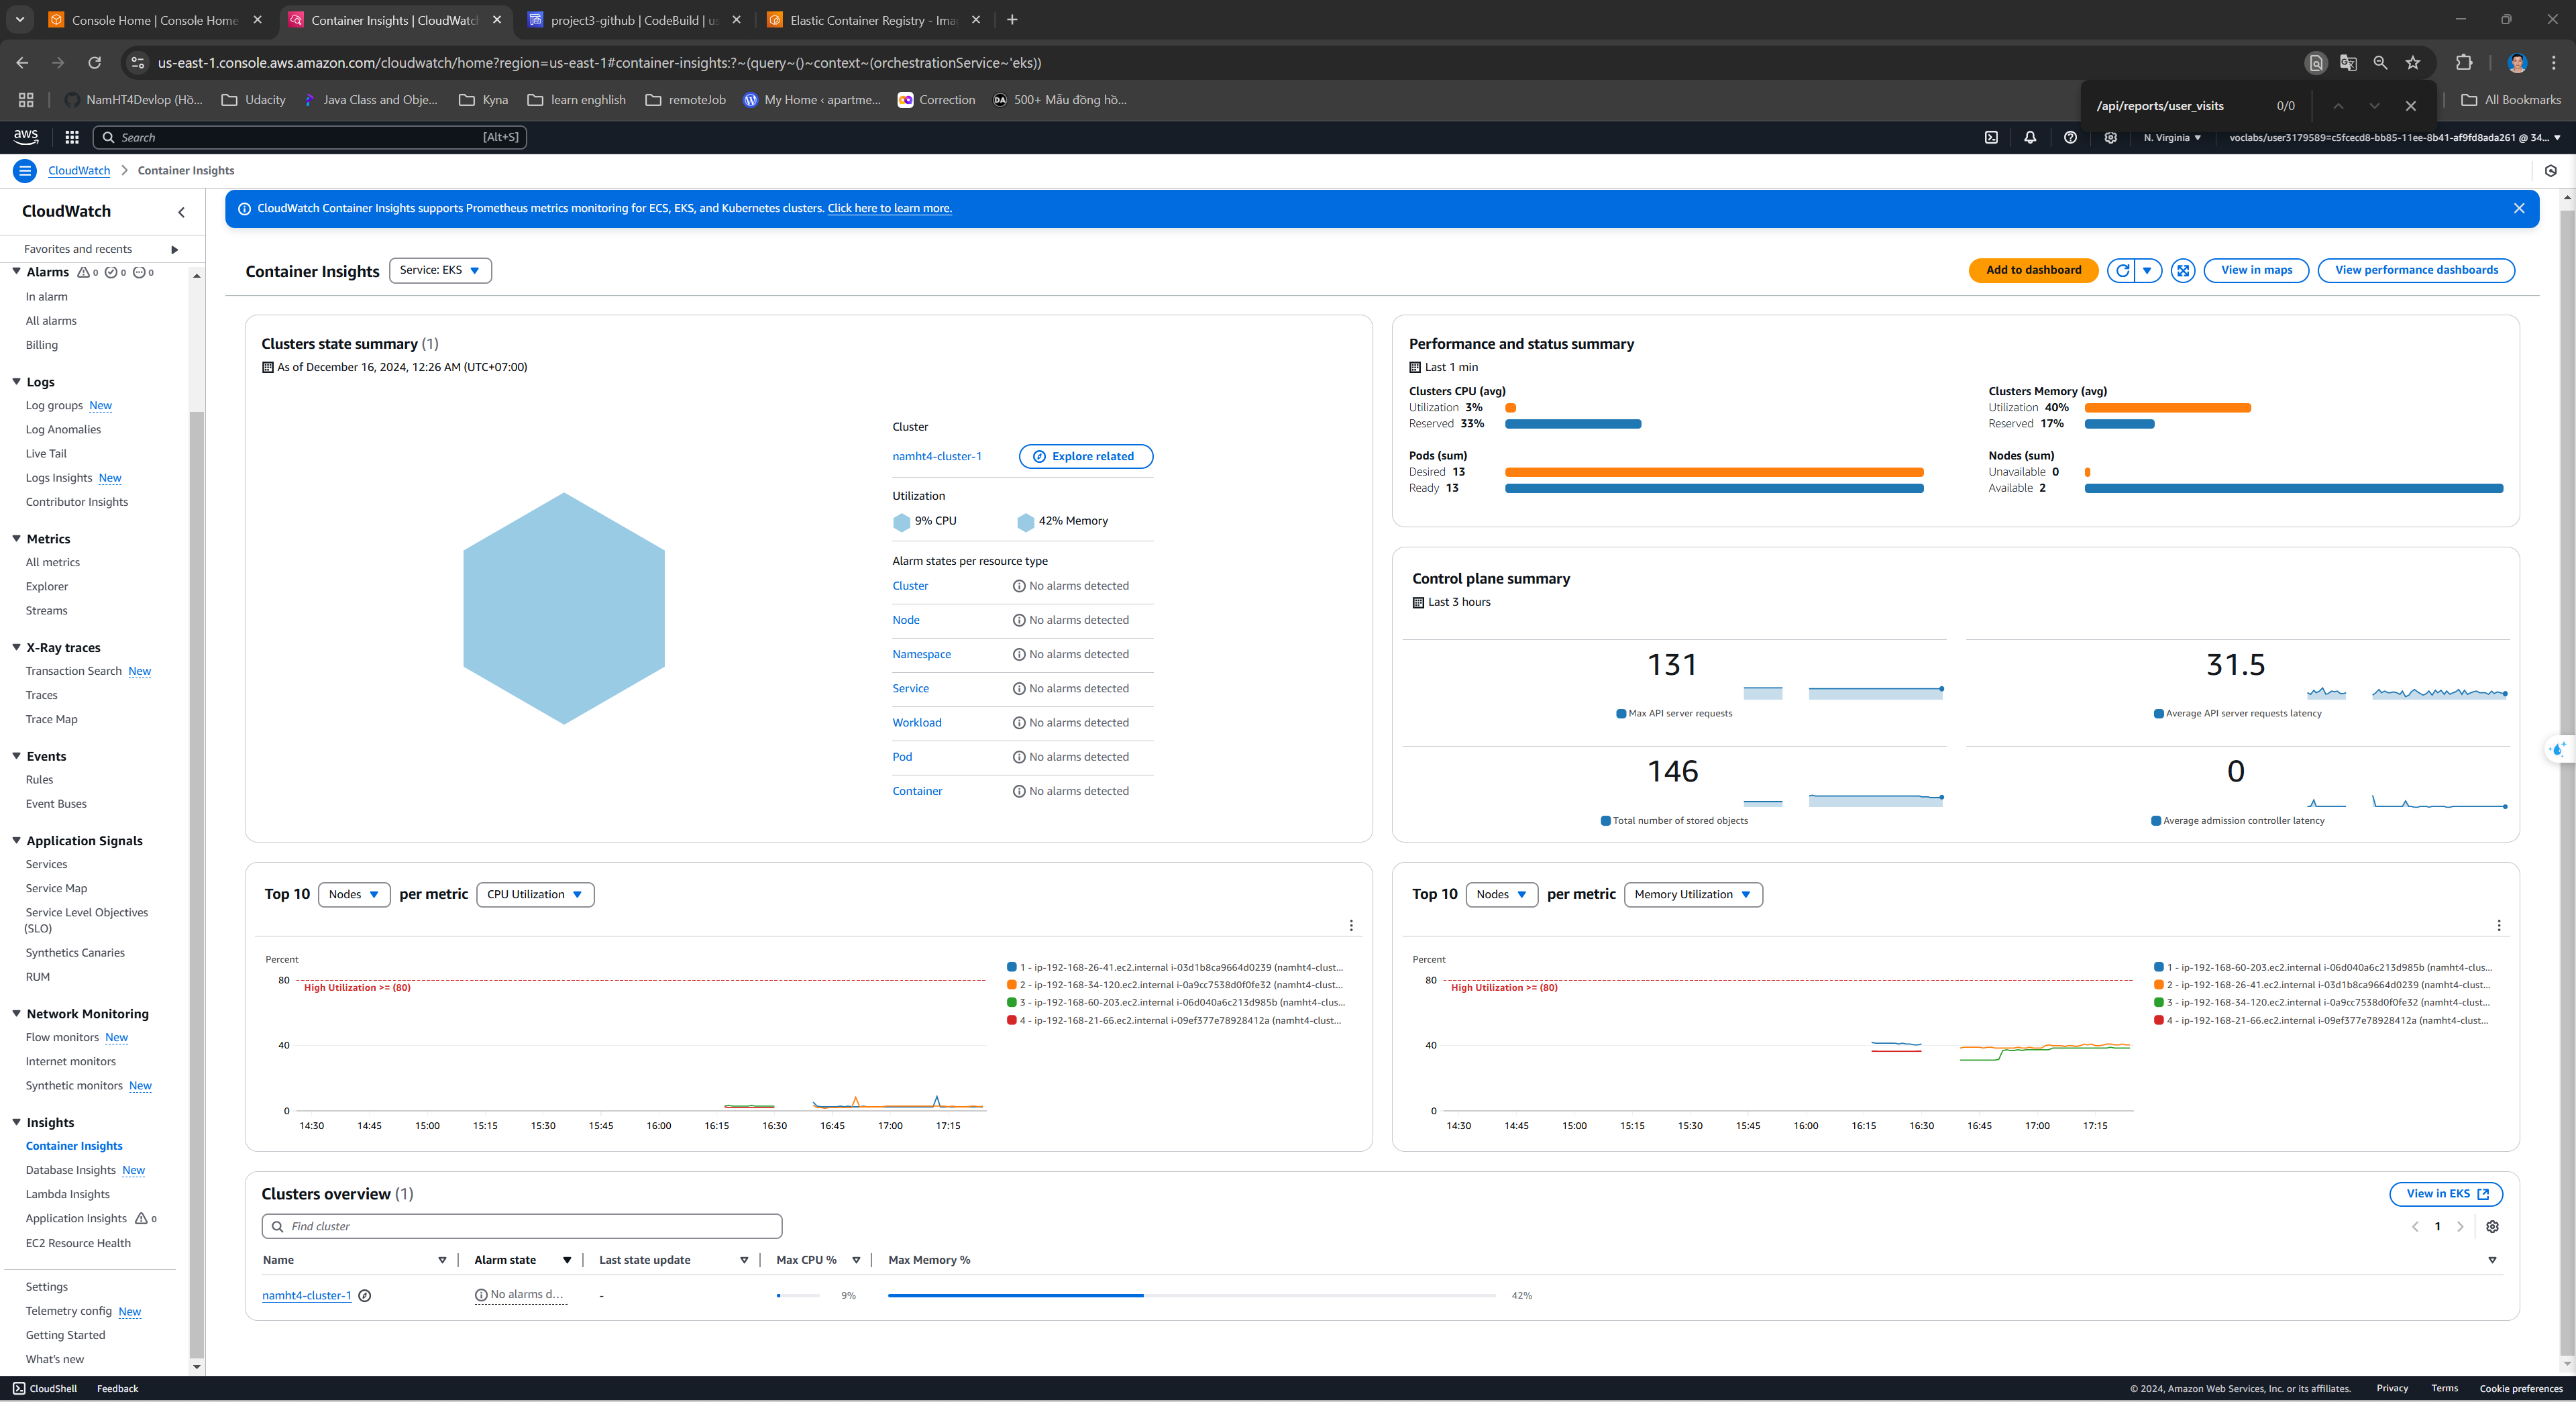 Console Home | Console Home
Container Insights | CloudWatch
project3-github | CodeBuild | us
Elastic Container Registry - Ima
us-east-1.console.aws.amazon.com/cloudwatch/home?region=us-east-1#container-insights:?~(query~()~context~(orchestrationService~'eks))
NamHT4Devlop (Hồ...
Udacity
Java Class and Obje...
Kyna
learn enghlish
remoteJob
My Home ‹ apartme...
Correction
500+ Mẫu đồng hồ...
/api/reports/user_visits
0/0
All Bookmarks
aws
Search
[Alt+S]
N. Virginia
voclabs/user3179589=c5fcecd8-bb85-11ee-8b41-af9fd8ada261 @ 34...
CloudWatch
Container Insights
CloudWatch
Favorites and recents
Alarms 0 0 0
In alarm
All alarms
Billing
Logs
Log groups New
Log Anomalies
Live Tail
Logs Insights New
Contributor Insights
Metrics
All metrics
Explorer
Streams
X-Ray traces
Transaction Search New
Traces
Trace Map
Events
Rules
Event Buses
Application Signals
Services
Service Map
Service Level Objectives
(SLO)
Synthetics Canaries
RUM
Network Monitoring
Flow monitors New
Internet monitors
Synthetic monitors New
Insights
Container Insights
Database Insights New
Lambda Insights
Application Insights 0
EC2 Resource Health
Settings
Telemetry config New
Getting Started
What's new
CloudWatch Container Insights supports Prometheus metrics monitoring for ECS, EKS, and Kubernetes clusters. Click here to learn more.
Container Insights
Service: EKS
Add to dashboard
View in maps
View performance dashboards
Clusters state summary (1)
As of December 16, 2024, 12:26 AM (UTC+07:00)
Cluster
namht4-cluster-1
Explore related
Utilization
9% CPU
42% Memory
Alarm states per resource type
Cluster No alarms detected
Node No alarms detected
Namespace No alarms detected
Service No alarms detected
Workload No alarms detected
Pod No alarms detected
Container No alarms detected
Performance and status summary
Last 1 min
Clusters CPU (avg)
Utilization 3%
Reserved 33%
Clusters Memory (avg)
Utilization 40%
Reserved 17%
Pods (sum)
Desired 13
Ready 13
Nodes (sum)
Unavailable 0
Available 2
Control plane summary
Last 3 hours
131
Max API server requests
31.5
Average API server requests latency
146
Total number of stored objects
0
Average admission controller latency
Top 10 Nodes per metric CPU Utilization
Percent
80
High Utilization >= (80)
40
0
14:30 14:45 15:00 15:15 15:30 15:45 16:00 16:15 16:30 16:45 17:00 17:15
1 - ip-192-168-26-41.ec2.internal i-03d1b8ca9664d0239 (namht4-clust...
2 - ip-192-168-34-120.ec2.internal i-0a9cc7538d0f0fe32 (namht4-clust...
3 - ip-192-168-60-203.ec2.internal i-06d040a6c213d985b (namht4-clus...
4 - ip-192-168-21-66.ec2.internal i-09ef377e78928412a (namht4-clust...
Top 10 Nodes per metric Memory Utilization
Percent
80
High Utilization >= (80)
40
0
14:30 14:45 15:00 15:15 15:30 15:45 16:00 16:15 16:30 16:45 17:00 17:15
1 - ip-192-168-60-203.ec2.internal i-06d040a6c213d985b (namht4-clus...
2 - ip-192-168-26-41.ec2.internal i-03d1b8ca9664d0239 (namht4-clust...
3 - ip-192-168-34-120.ec2.internal i-0a9cc7538d0f0fe32 (namht4-clust...
4 - ip-192-168-21-66.ec2.internal i-09ef377e78928412a (namht4-clust...
Clusters overview (1)
View in EKS
Find cluster
1
Name Alarm state Last state update Max CPU % Max Memory %
namht4-cluster-1 No alarms d... - 9% 42%
CloudShell
Feedback
© 2024, Amazon Web Services, Inc. or its affiliates.
Privacy
Terms
Cookie preferences